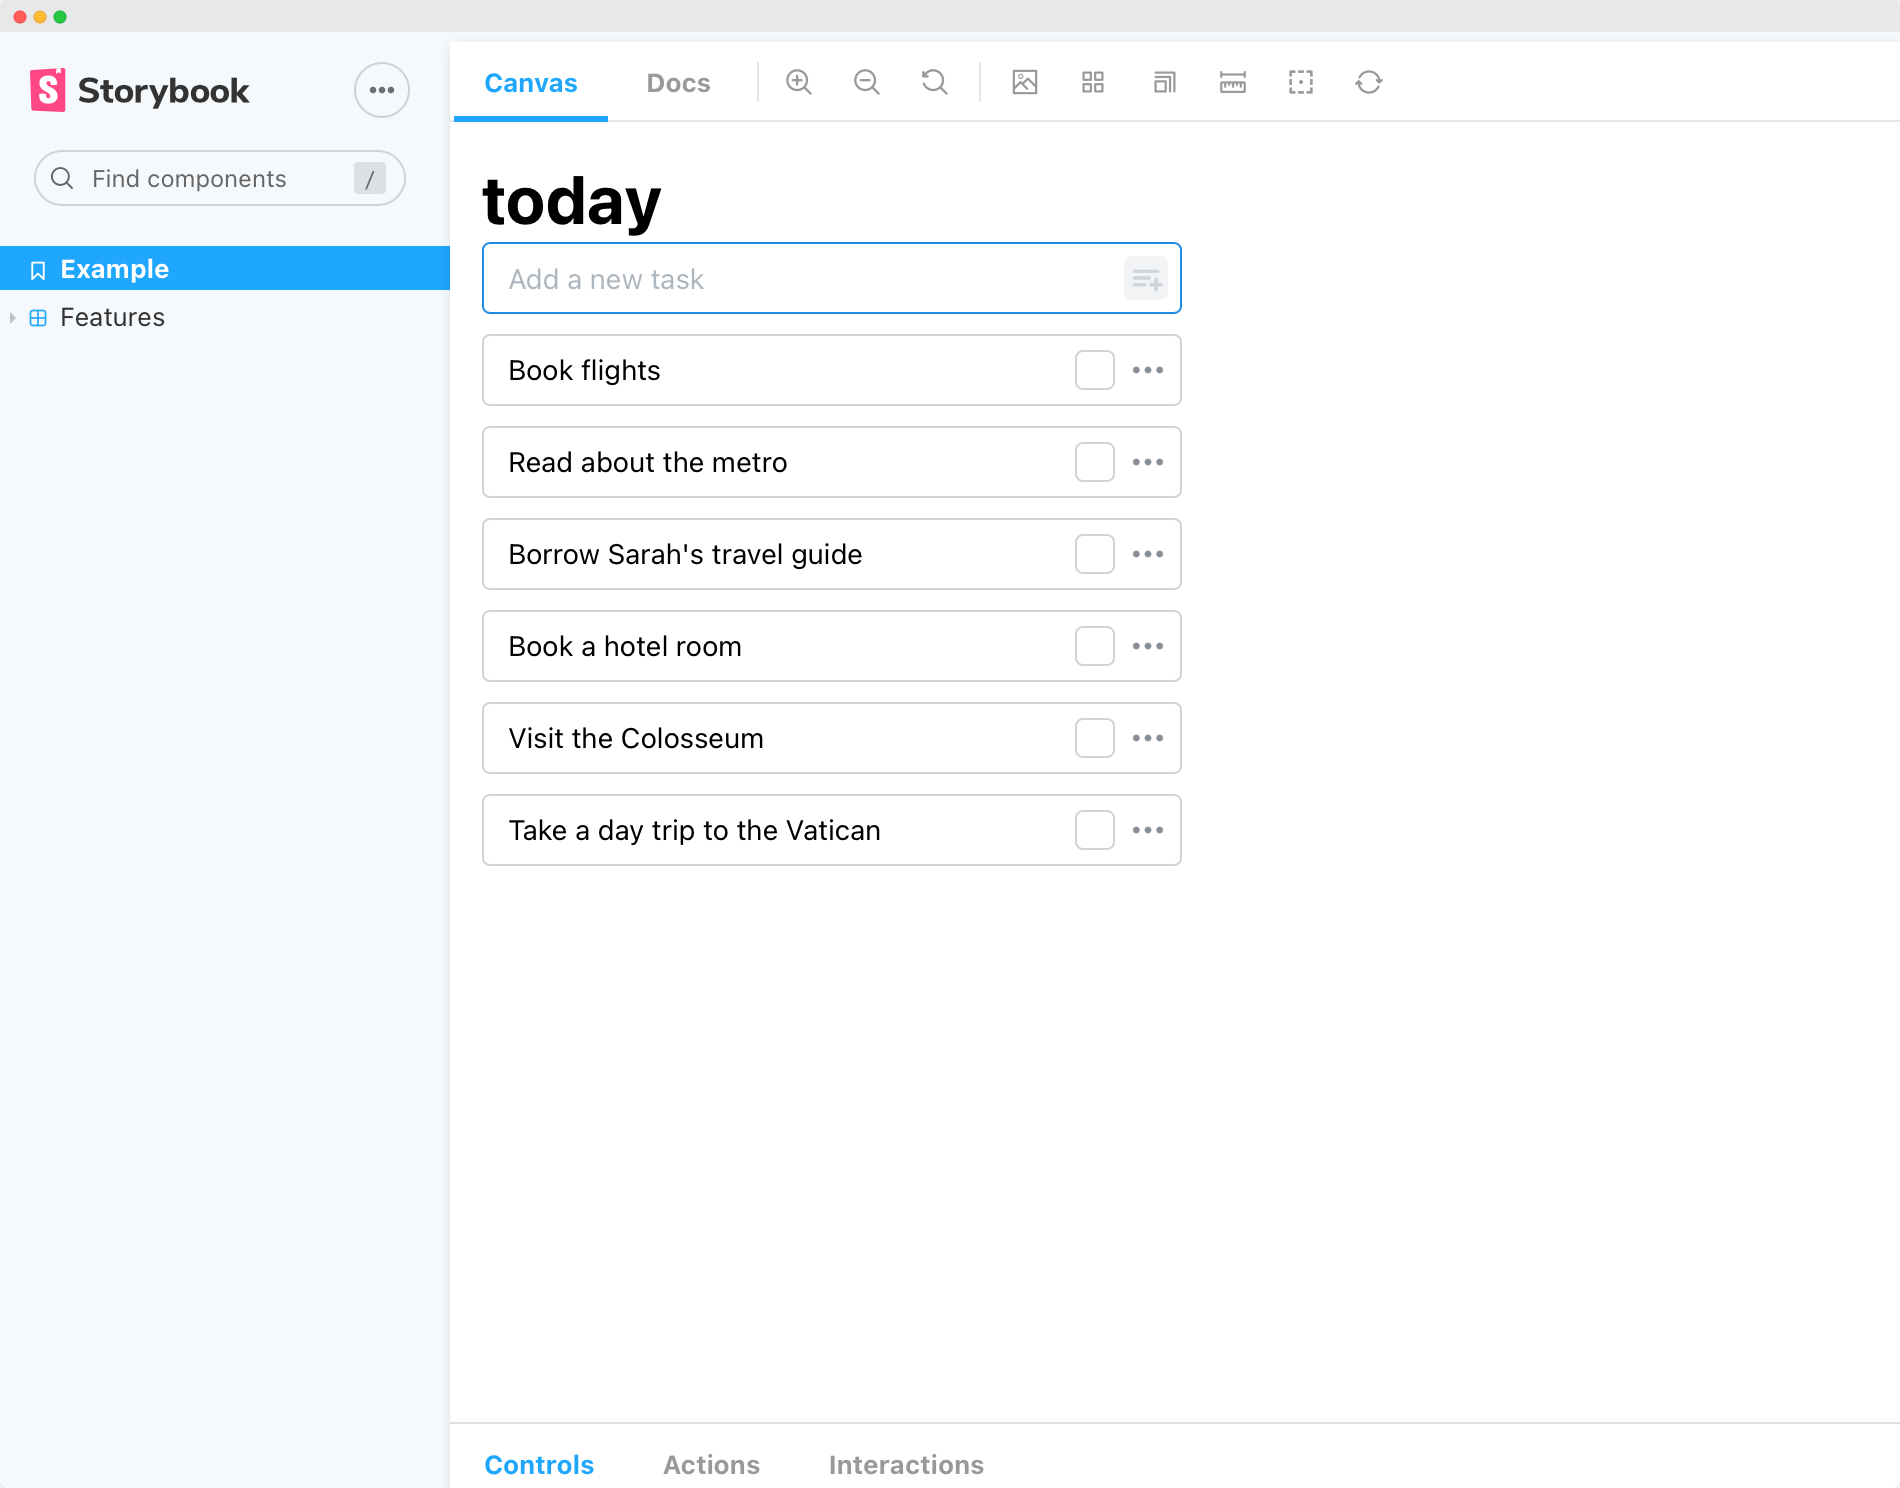 Storybook
Find components /
Example
Features
Canvas Docs
today
Add a new task
Book flights
Read about the metro
Borrow Sarah's travel guide
Book a hotel room
Visit the Colosseum
Take a day trip to the Vatican
Controls Actions Interactions